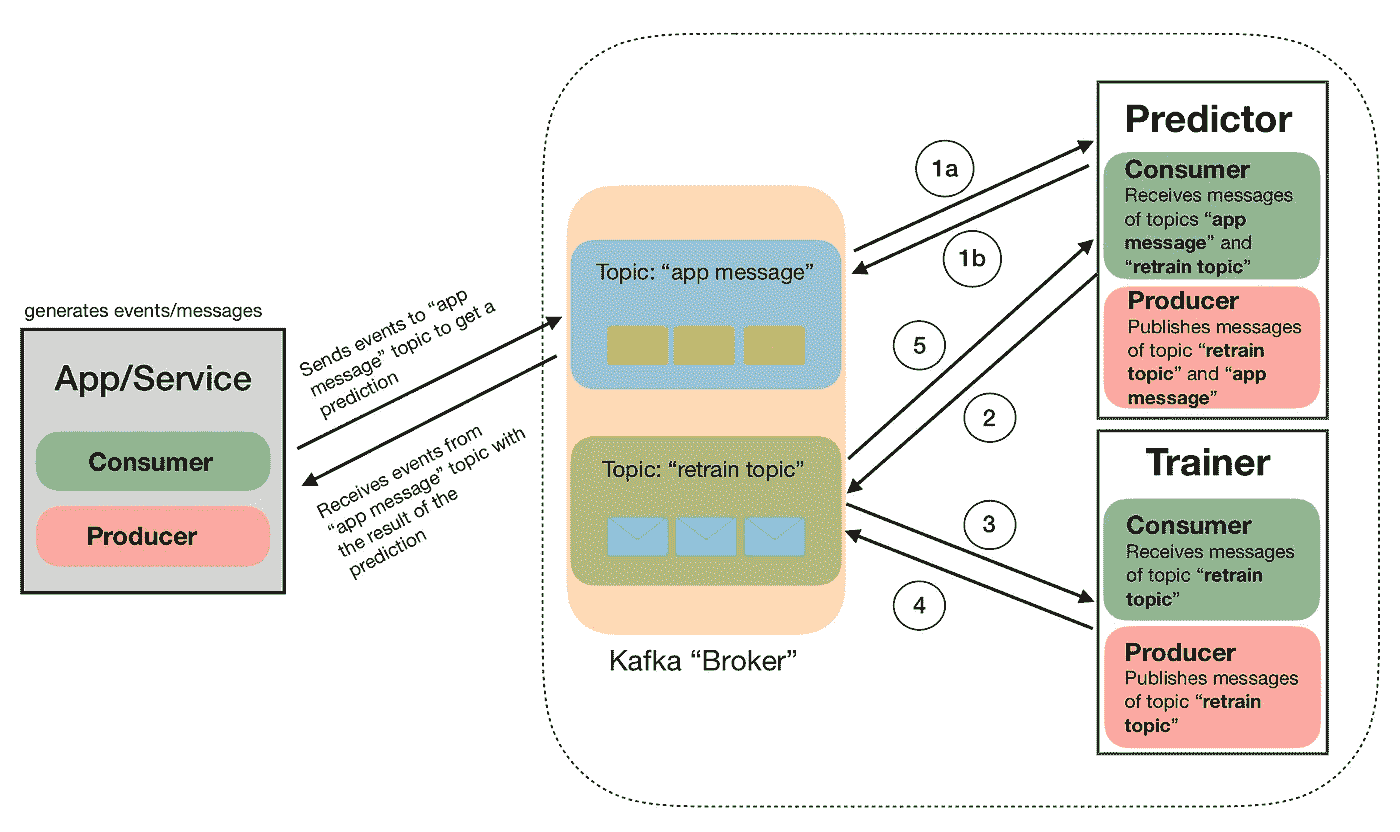 generates events/messages
App/Service
Consumer
Producer
Sends events to “app
message” topic to get a
prediction
Receives events from
“app message” topic with
the result of the
prediction
Topic: “app message”
Topic: “retrain topic”
Kafka “Broker”
1a
1b
5
2
3
4
Predictor
Consumer
Receives messages
of topics “app
message” and
“retrain topic”
Producer
Publishes messages
of topic “retrain
topic” and “app
message”
Trainer
Consumer
Receives messages
of topic “retrain
topic”
Producer
Publishes messages
of topic “retrain
topic”